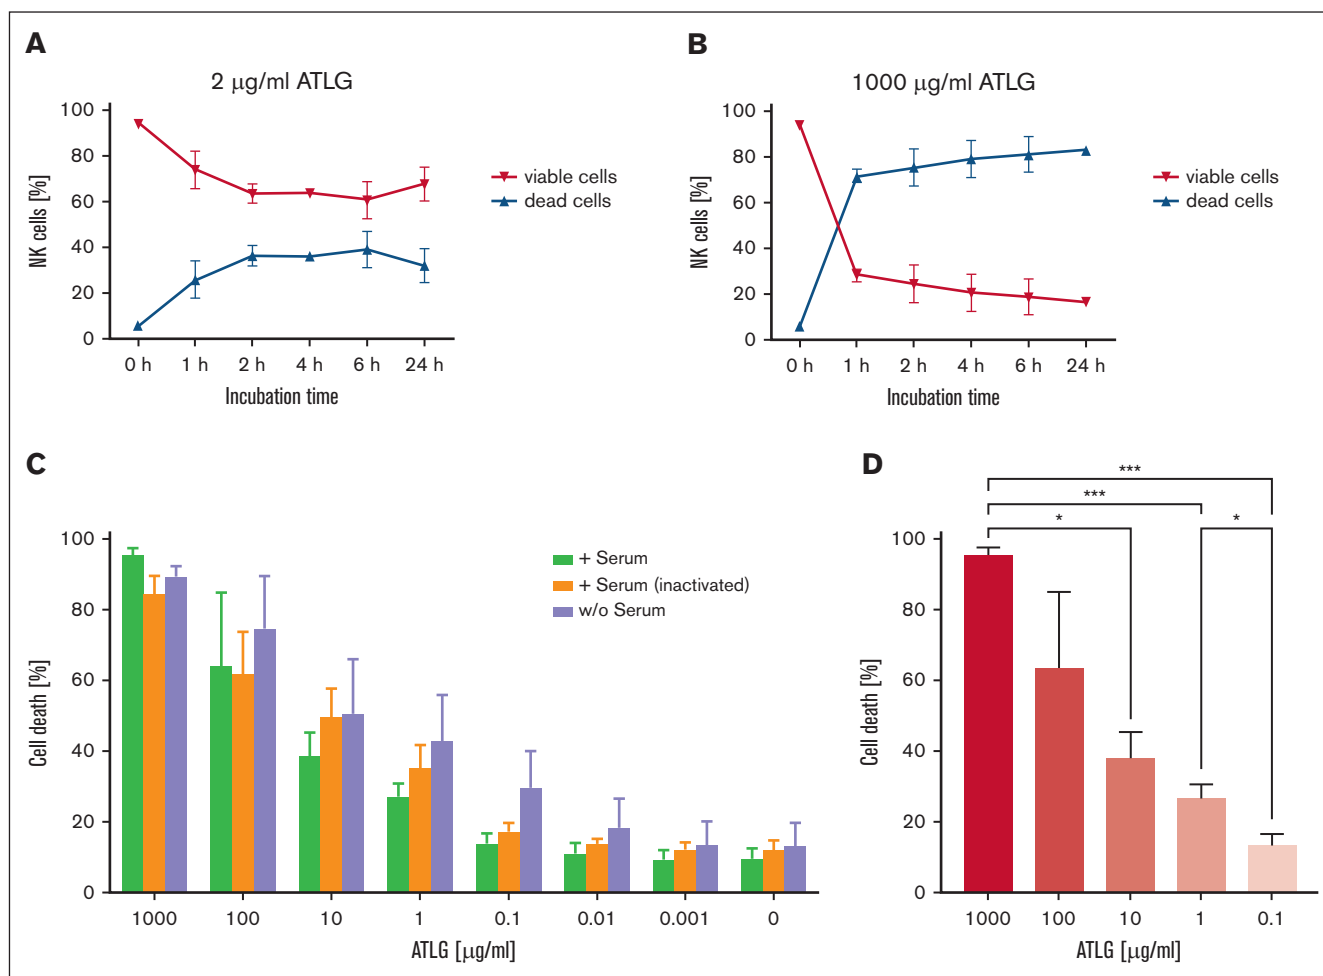 A
2 μg/ml ATLG
100
80
60
40
20
0
NK cells [%]
0 h 1 h 2 h 4 h 6 h 24 h
Incubation time
viable cells
dead cells
B
1000 μg/ml ATLG
100
80
60
40
20
0
NK cells [%]
0 h 1 h 2 h 4 h 6 h 24 h
Incubation time
viable cells
dead cells
C
100
80
60
40
20
0
Cell death [%]
+ Serum
+ Serum (inactivated)
w/o Serum
1000 100 10 1 0.1 0.01 0.001 0
ATLG [μg/ml]
D
***
***
* *
100
80
60
40
20
0
Cell death [%]
1000 100 10 1 0.1
ATLG [μg/ml]